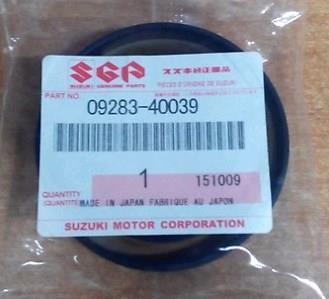 SGP
SUZUKI GENUINE PARTS
スズキ純正部品
PIÈCES D'ORIGINE DE SUZUKI
PART NO.
09283-40039
QUANTITY
QUANTITÉ
1
151009
MADE IN JAPAN FABRIQUE AU JAPON
SUZUKI MOTOR CORPORATION